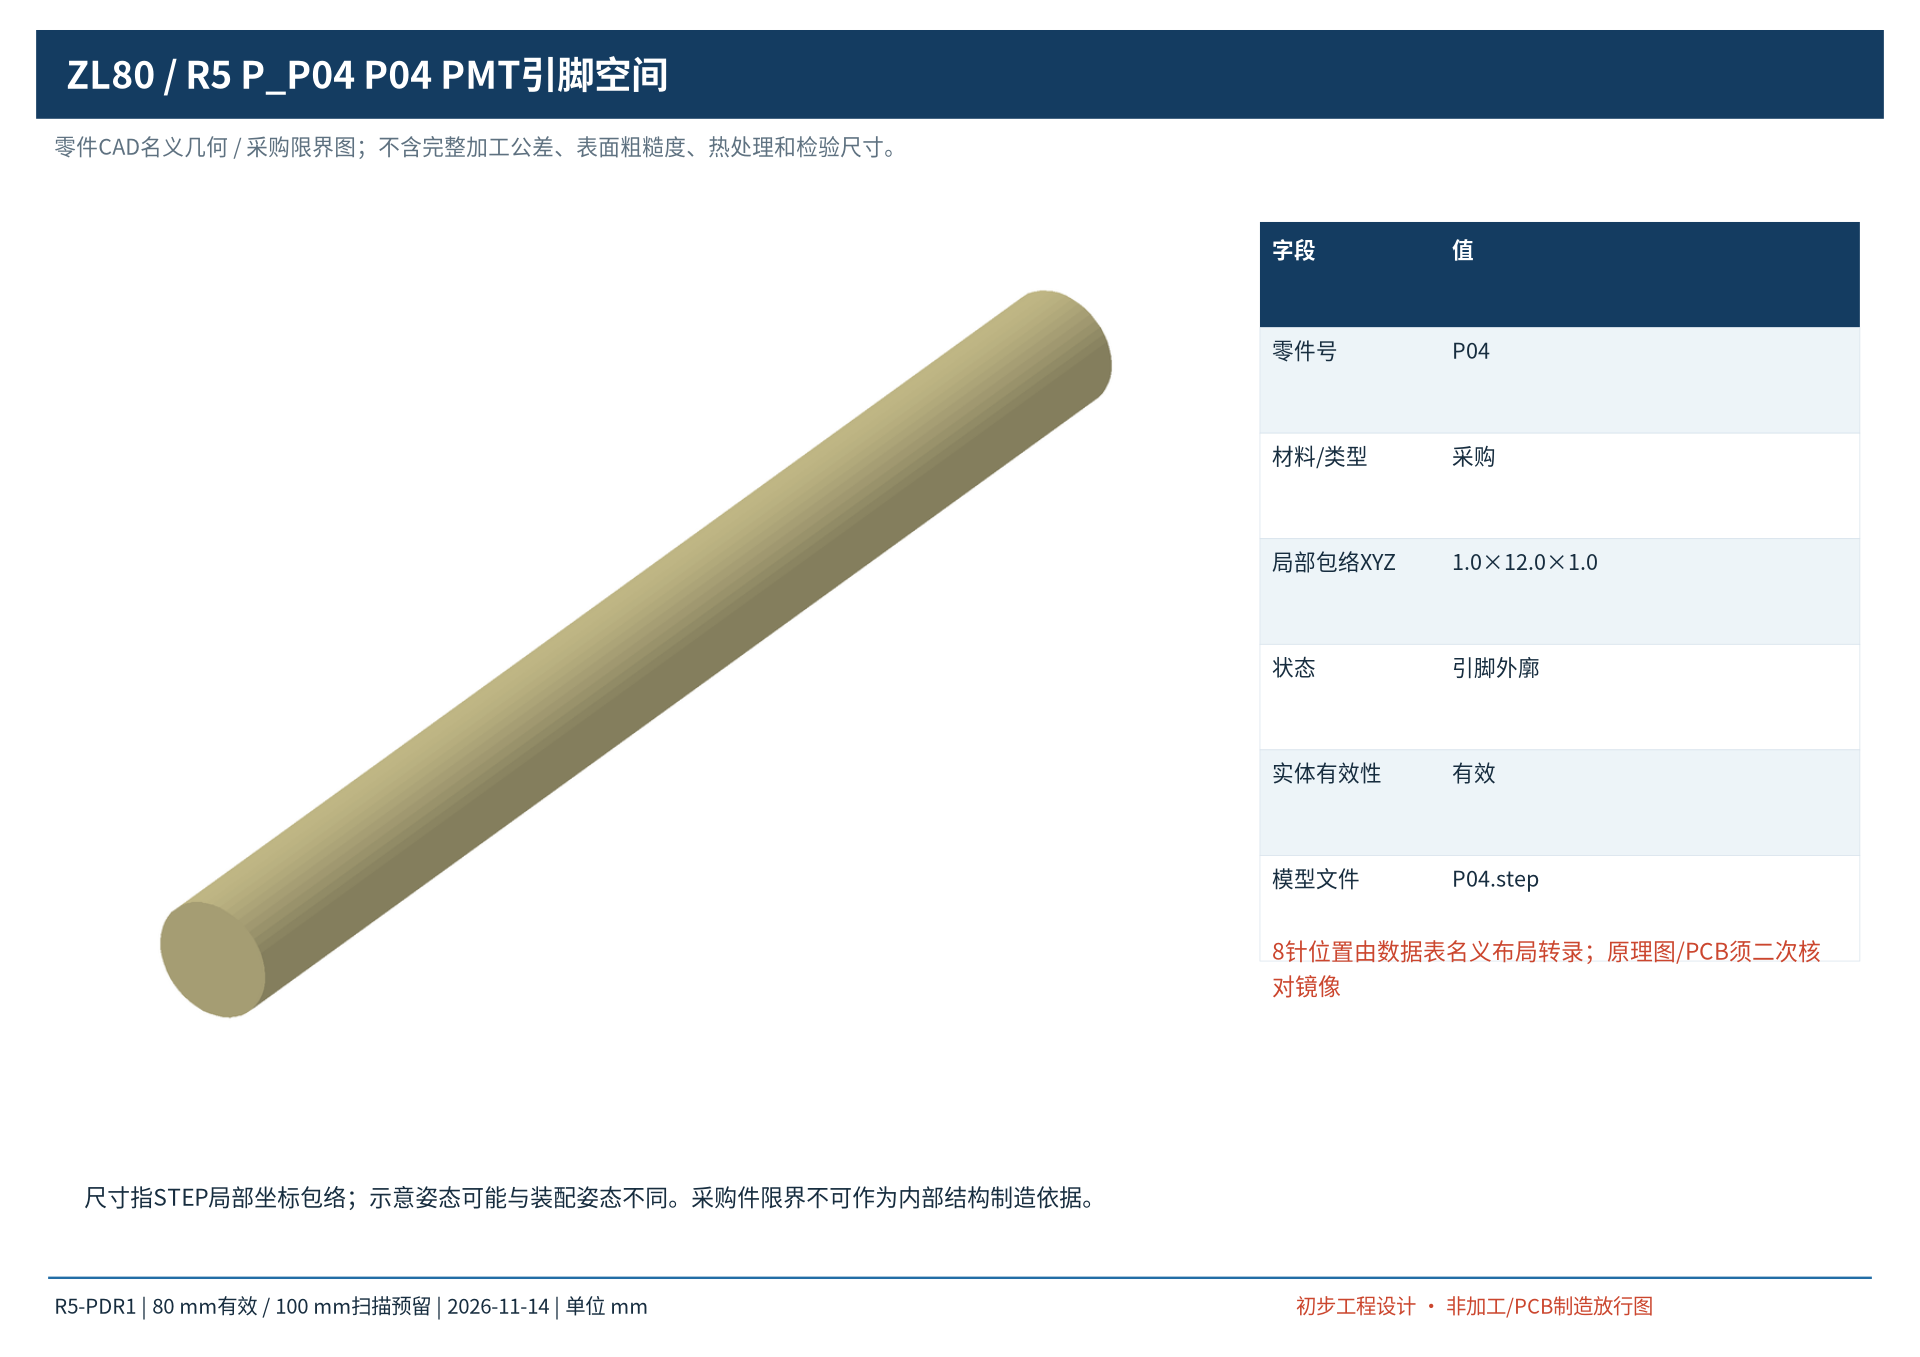 ZL80 / R5 P_P04 P04 PMT引脚空间
零件CAD名义几何 / 采购限界图；不含完整加工公差、表面粗糙度、热处理和检验尺寸。
字段 值
零件号 P04
材料/类型 采购
局部包络XYZ 1.0×12.0×1.0
状态 引脚外廓
实体有效性 有效
模型文件 P04.step
8针位置由数据表名义布局转录；原理图/PCB须二次核
对镜像
尺寸指STEP局部坐标包络；示意姿态可能与装配姿态不同。采购件限界不可作为内部结构制造依据。
R5-PDR1 | 80 mm有效 / 100 mm扫描预留 | 2026-11-14 | 单位 mm
初步工程设计 · 非加工/PCB制造放行图